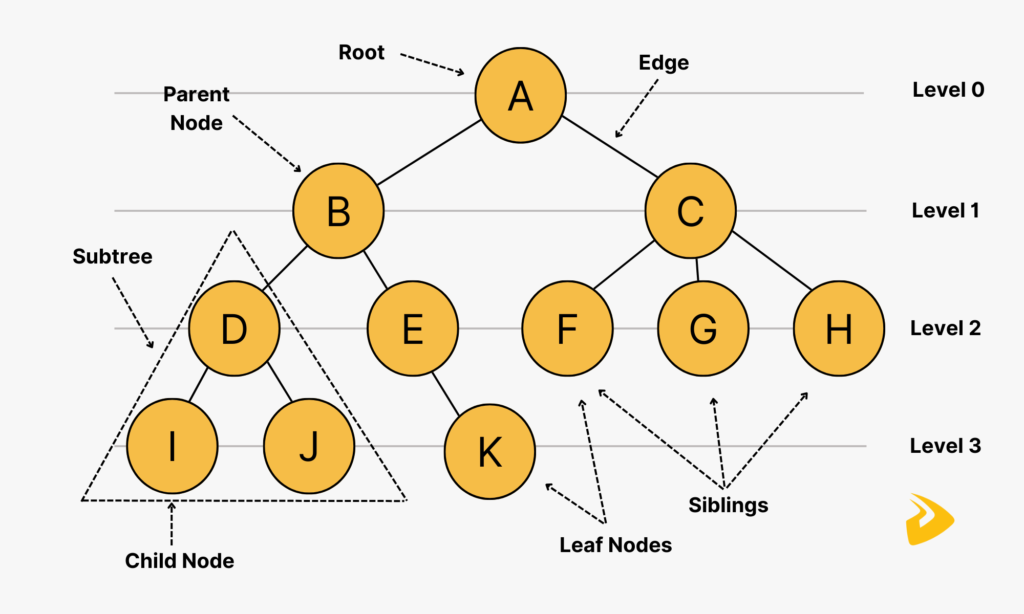 Root
Edge
A
Level 0
Parent
Node
B
C
Level 1
Subtree
D
E
F
G
H
Level 2
I
J
K
Level 3
Siblings
Leaf Nodes
Child Node